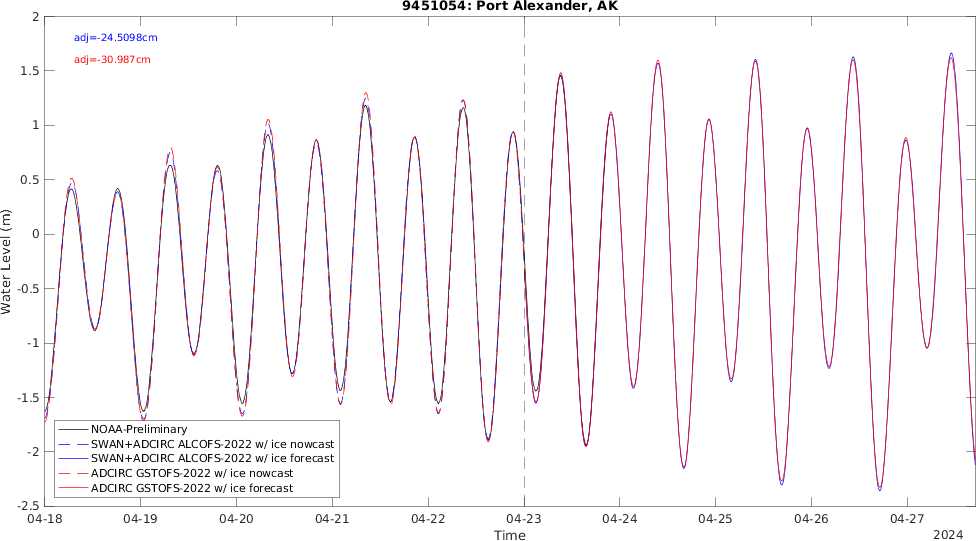 9451054: Port Alexander, AK
adj=-24.5098cm
adj=-30.987cm
2
1.5
1
0.5
0
-0.5
-1
-1.5
-2
-2.5
Water Level (m)
NOAA-Preliminary
SWAN+ADCIRC ALCOFS-2022 w/ ice nowcast
SWAN+ADCIRC ALCOFS-2022 w/ ice forecast
ADCIRC GSTOFS-2022 w/ ice nowcast
ADCIRC GSTOFS-2022 w/ ice forecast
04-18 04-19 04-20 04-21 04-22 04-23 04-24 04-25 04-26 04-27
Time
2024